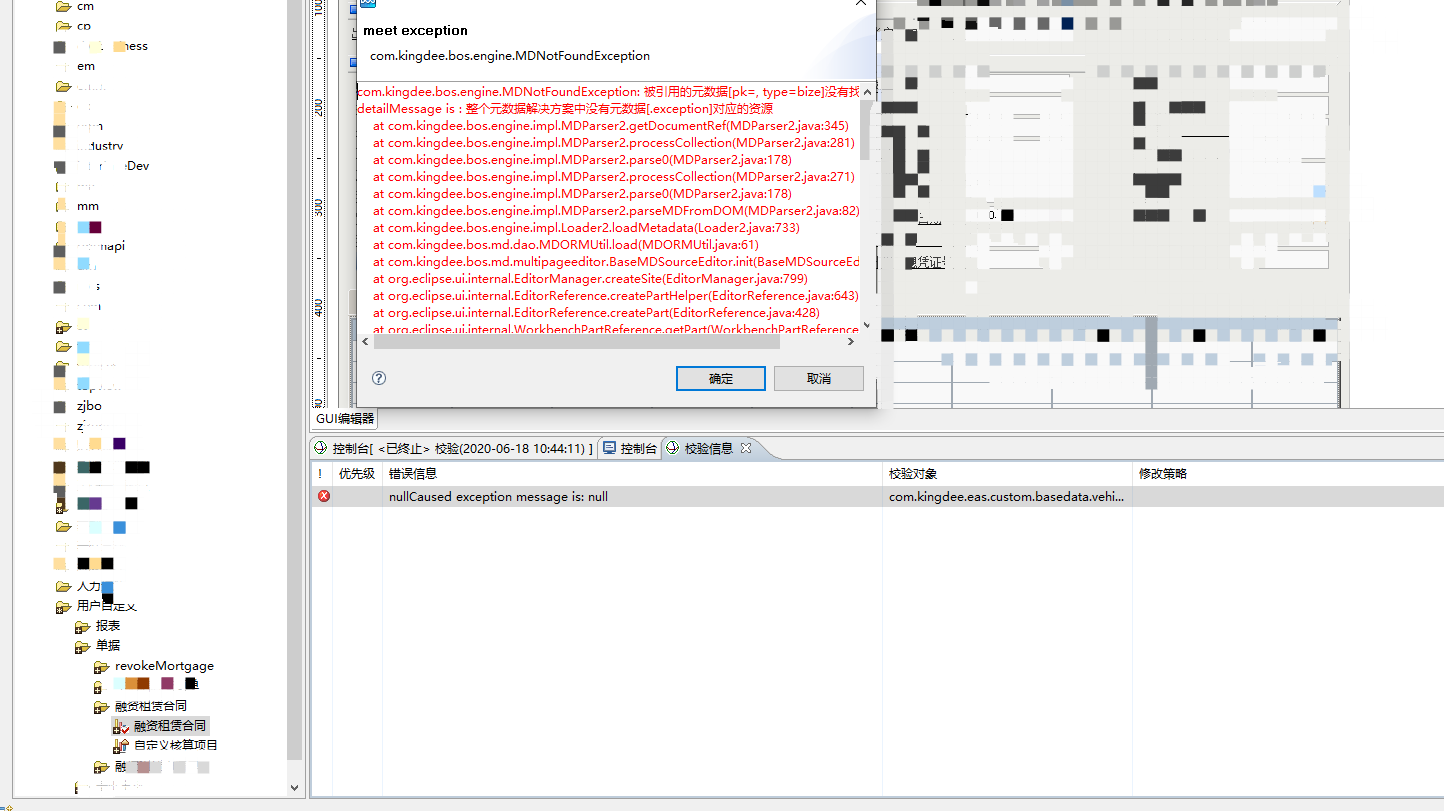 cm
cp
ness
em
dustry
Dev
mm
napi
zjbo
人力
用户自定义
报表
单据
revokeMortgage
融资租赁合同
融资租赁合同
自定义核算项目
融
100
200
300
400
meet exception
com.kingdee.bos.engine.MDNotFoundException
com.kingdee.bos.engine.MDNotFoundException: 被引用的元数据[pk=, type=bize]没有找
detailMessage is : 整个元数据解决方案中没有元数据[.exception]对应的资源
at com.kingdee.bos.engine.impl.MDParser2.getDocumentRef(MDParser2.java:345)
at com.kingdee.bos.engine.impl.MDParser2.processCollection(MDParser2.java:281)
at com.kingdee.bos.engine.impl.MDParser2.parse0(MDParser2.java:178)
at com.kingdee.bos.engine.impl.MDParser2.processCollection(MDParser2.java:271)
at com.kingdee.bos.engine.impl.MDParser2.parse0(MDParser2.java:178)
at com.kingdee.bos.engine.impl.MDParser2.parseMDFromDOM(MDParser2.java:82)
at com.kingdee.bos.engine.impl.Loader2.loadMetadata(Loader2.java:733)
at com.kingdee.bos.md.dao.MDORMUtil.load(MDORMUtil.java:61)
at com.kingdee.bos.md.multipageeditor.BaseMDSourceEditor.init(BaseMDSourceEd
at org.eclipse.ui.internal.EditorManager.createSite(EditorManager.java:799)
at org.eclipse.ui.internal.EditorReference.createPartHelper(EditorReference.java:643)
at org.eclipse.ui.internal.EditorReference.createPart(EditorReference.java:428)
at org.eclipse.ui.internal.WorkbenchPartReference.getPart(WorkbenchPartReference
确定
取消
凭证
GUI编辑器
控制台[ <已终止> 校验(2020-06-18 10:44:11) ]
控制台
校验信息
! 优先级 错误信息 校验对象 修改策略
nullCaused exception message is: null com.kingdee.eas.custom.basedata.vehi...